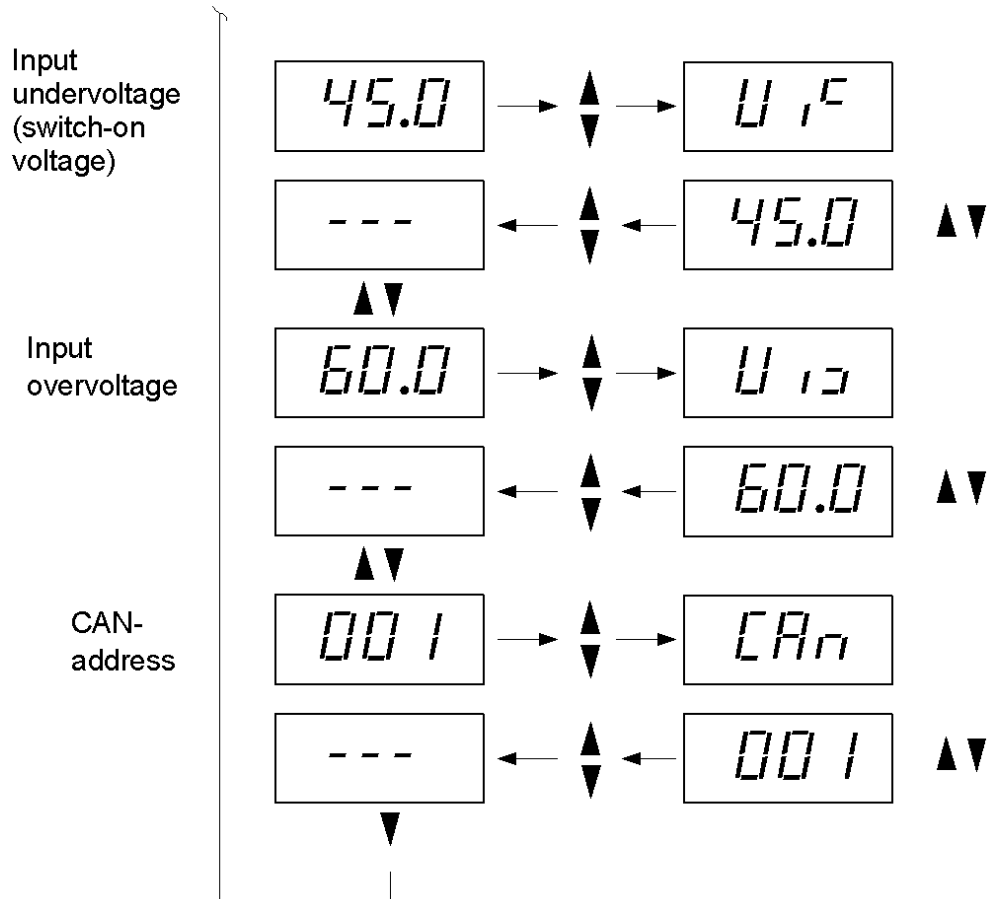 Input
undervoltage
(switch-on
voltage)
45.0
U i
- - -
45.0
Input
overvoltage
60.0
U i
- - -
60.0
CAN-
address
001
CAn
- - -
001